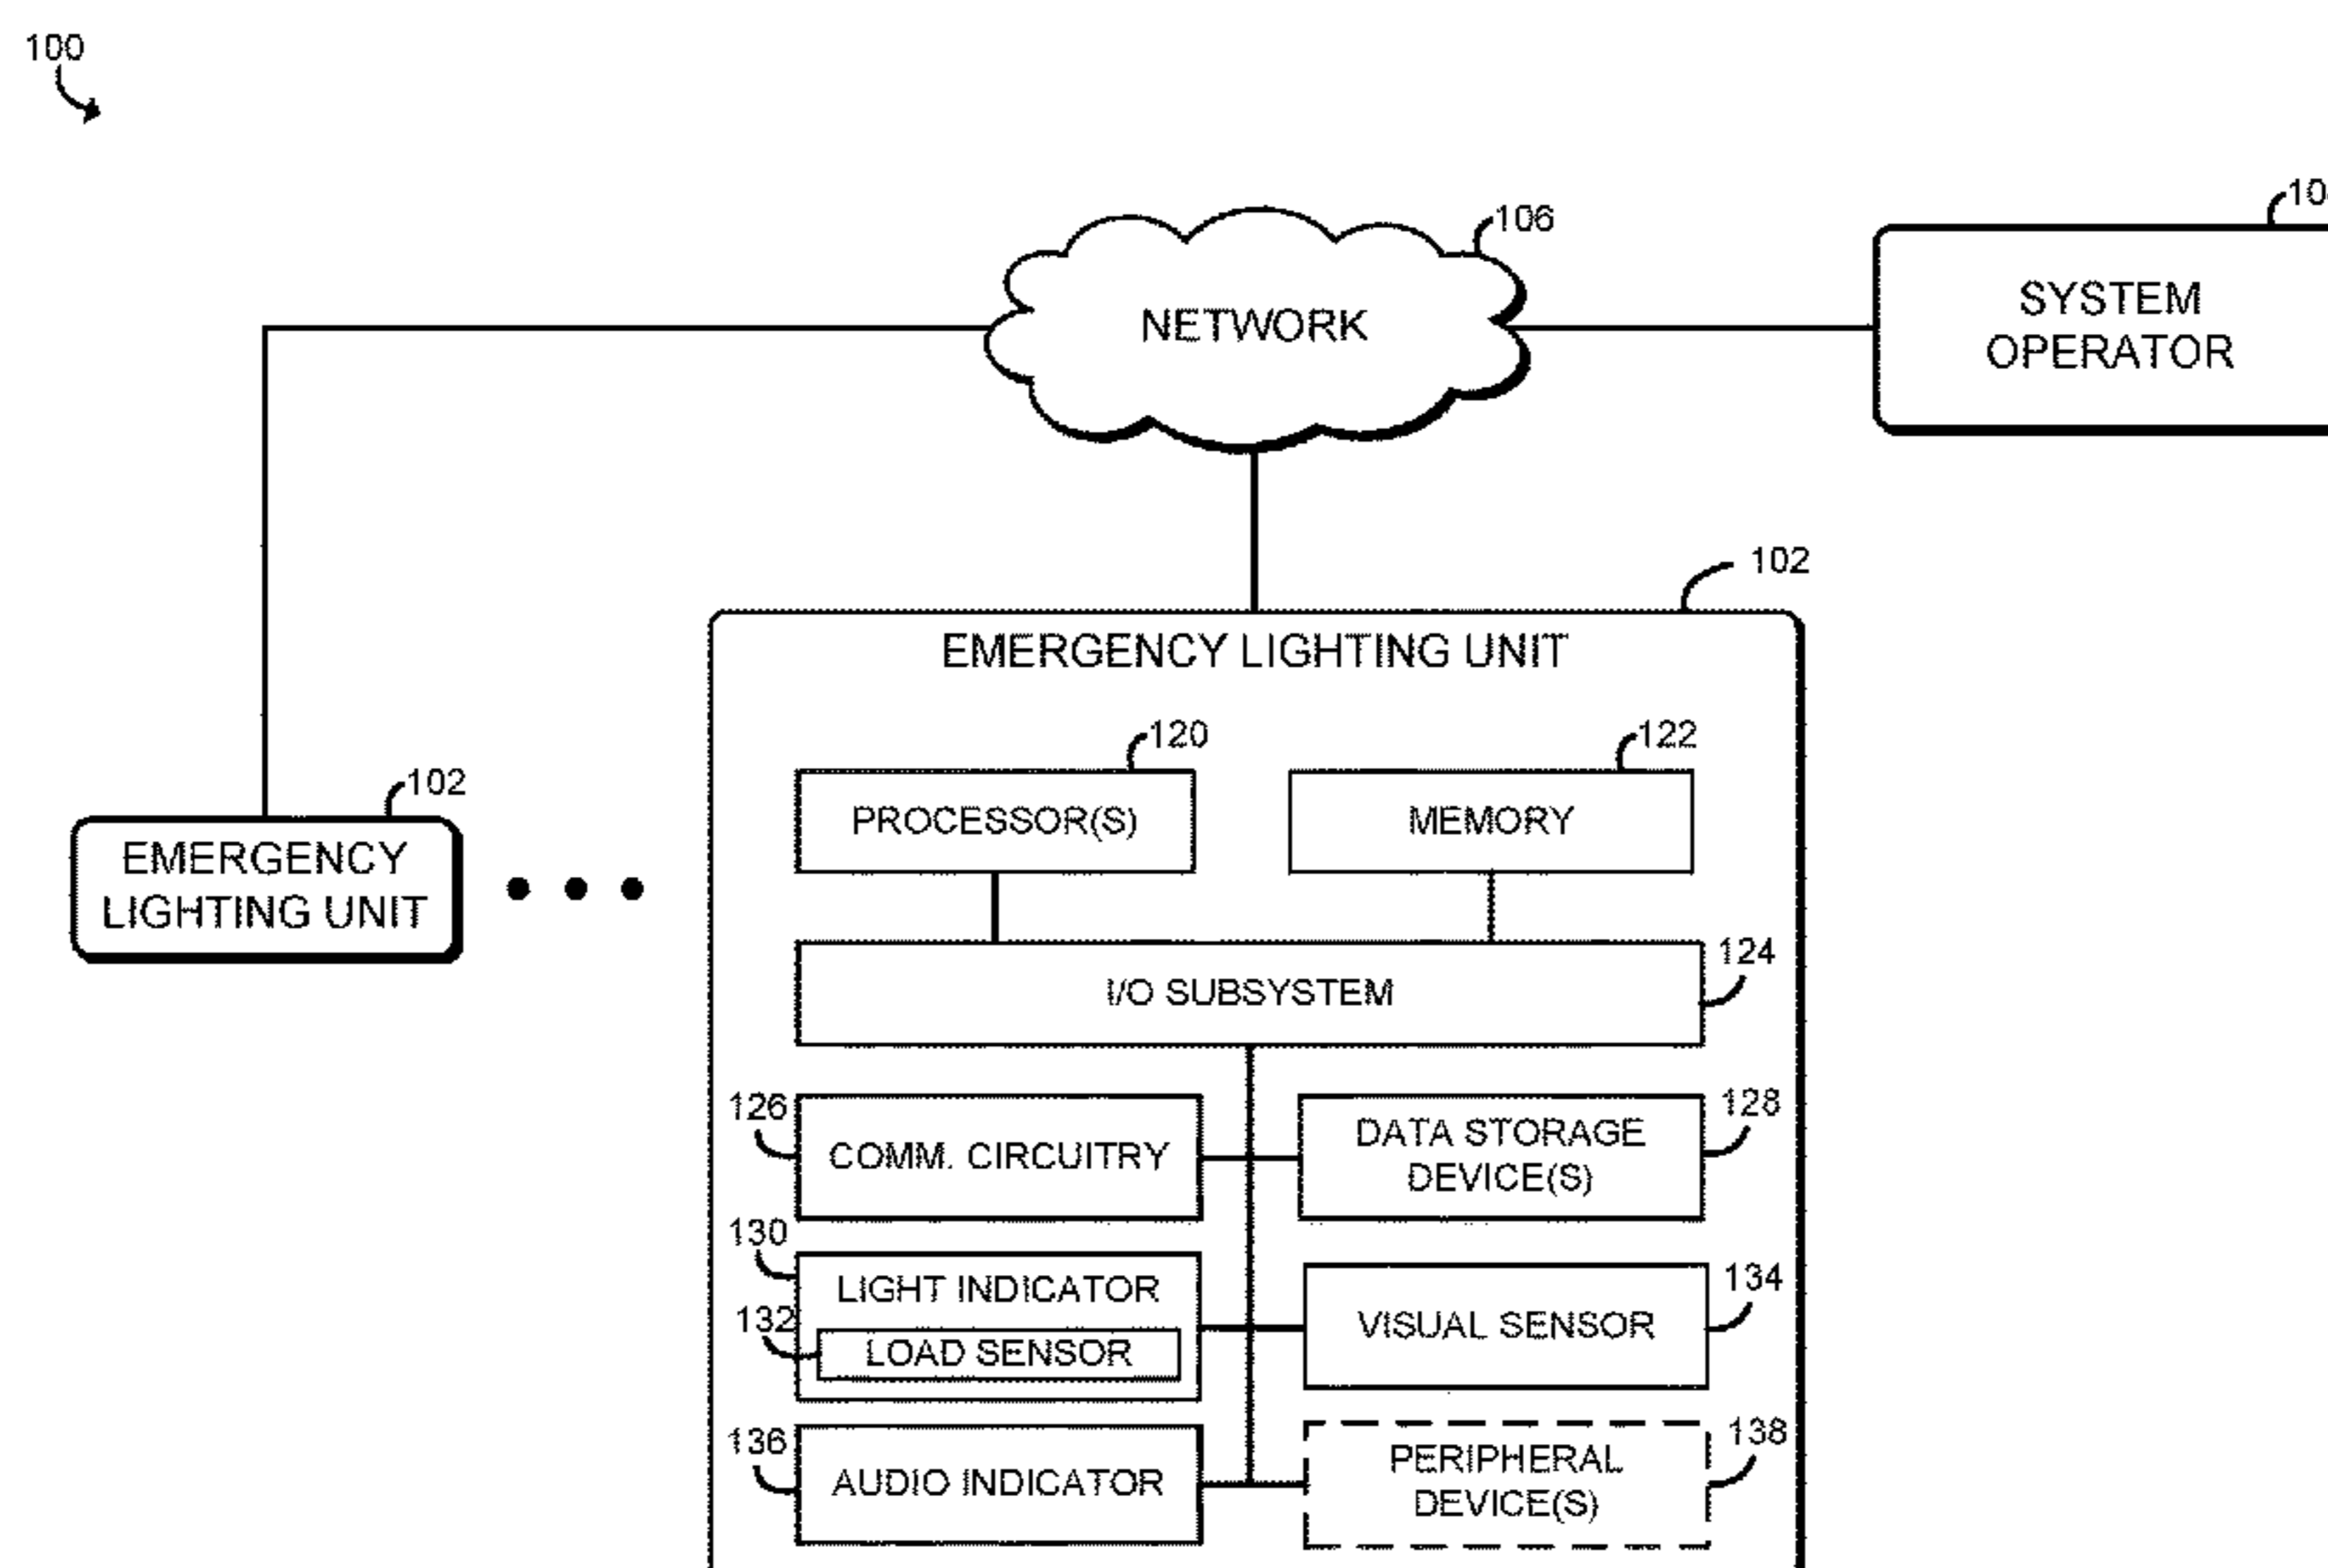 100
106
NETWORK
SYSTEM
OPERATOR
102
EMERGENCY LIGHTING UNIT
120
122
PROCESSOR(S)
MEMORY
102
EMERGENCY
LIGHTING UNIT
124
I/O SUBSYSTEM
126
COMM. CIRCUITRY
128
DATA STORAGE
DEVICE(S)
130
LIGHT INDICATOR
132
LOAD SENSOR
134
VISUAL SENSOR
136
AUDIO INDICATOR
138
PERIPHERAL
DEVICE(S)